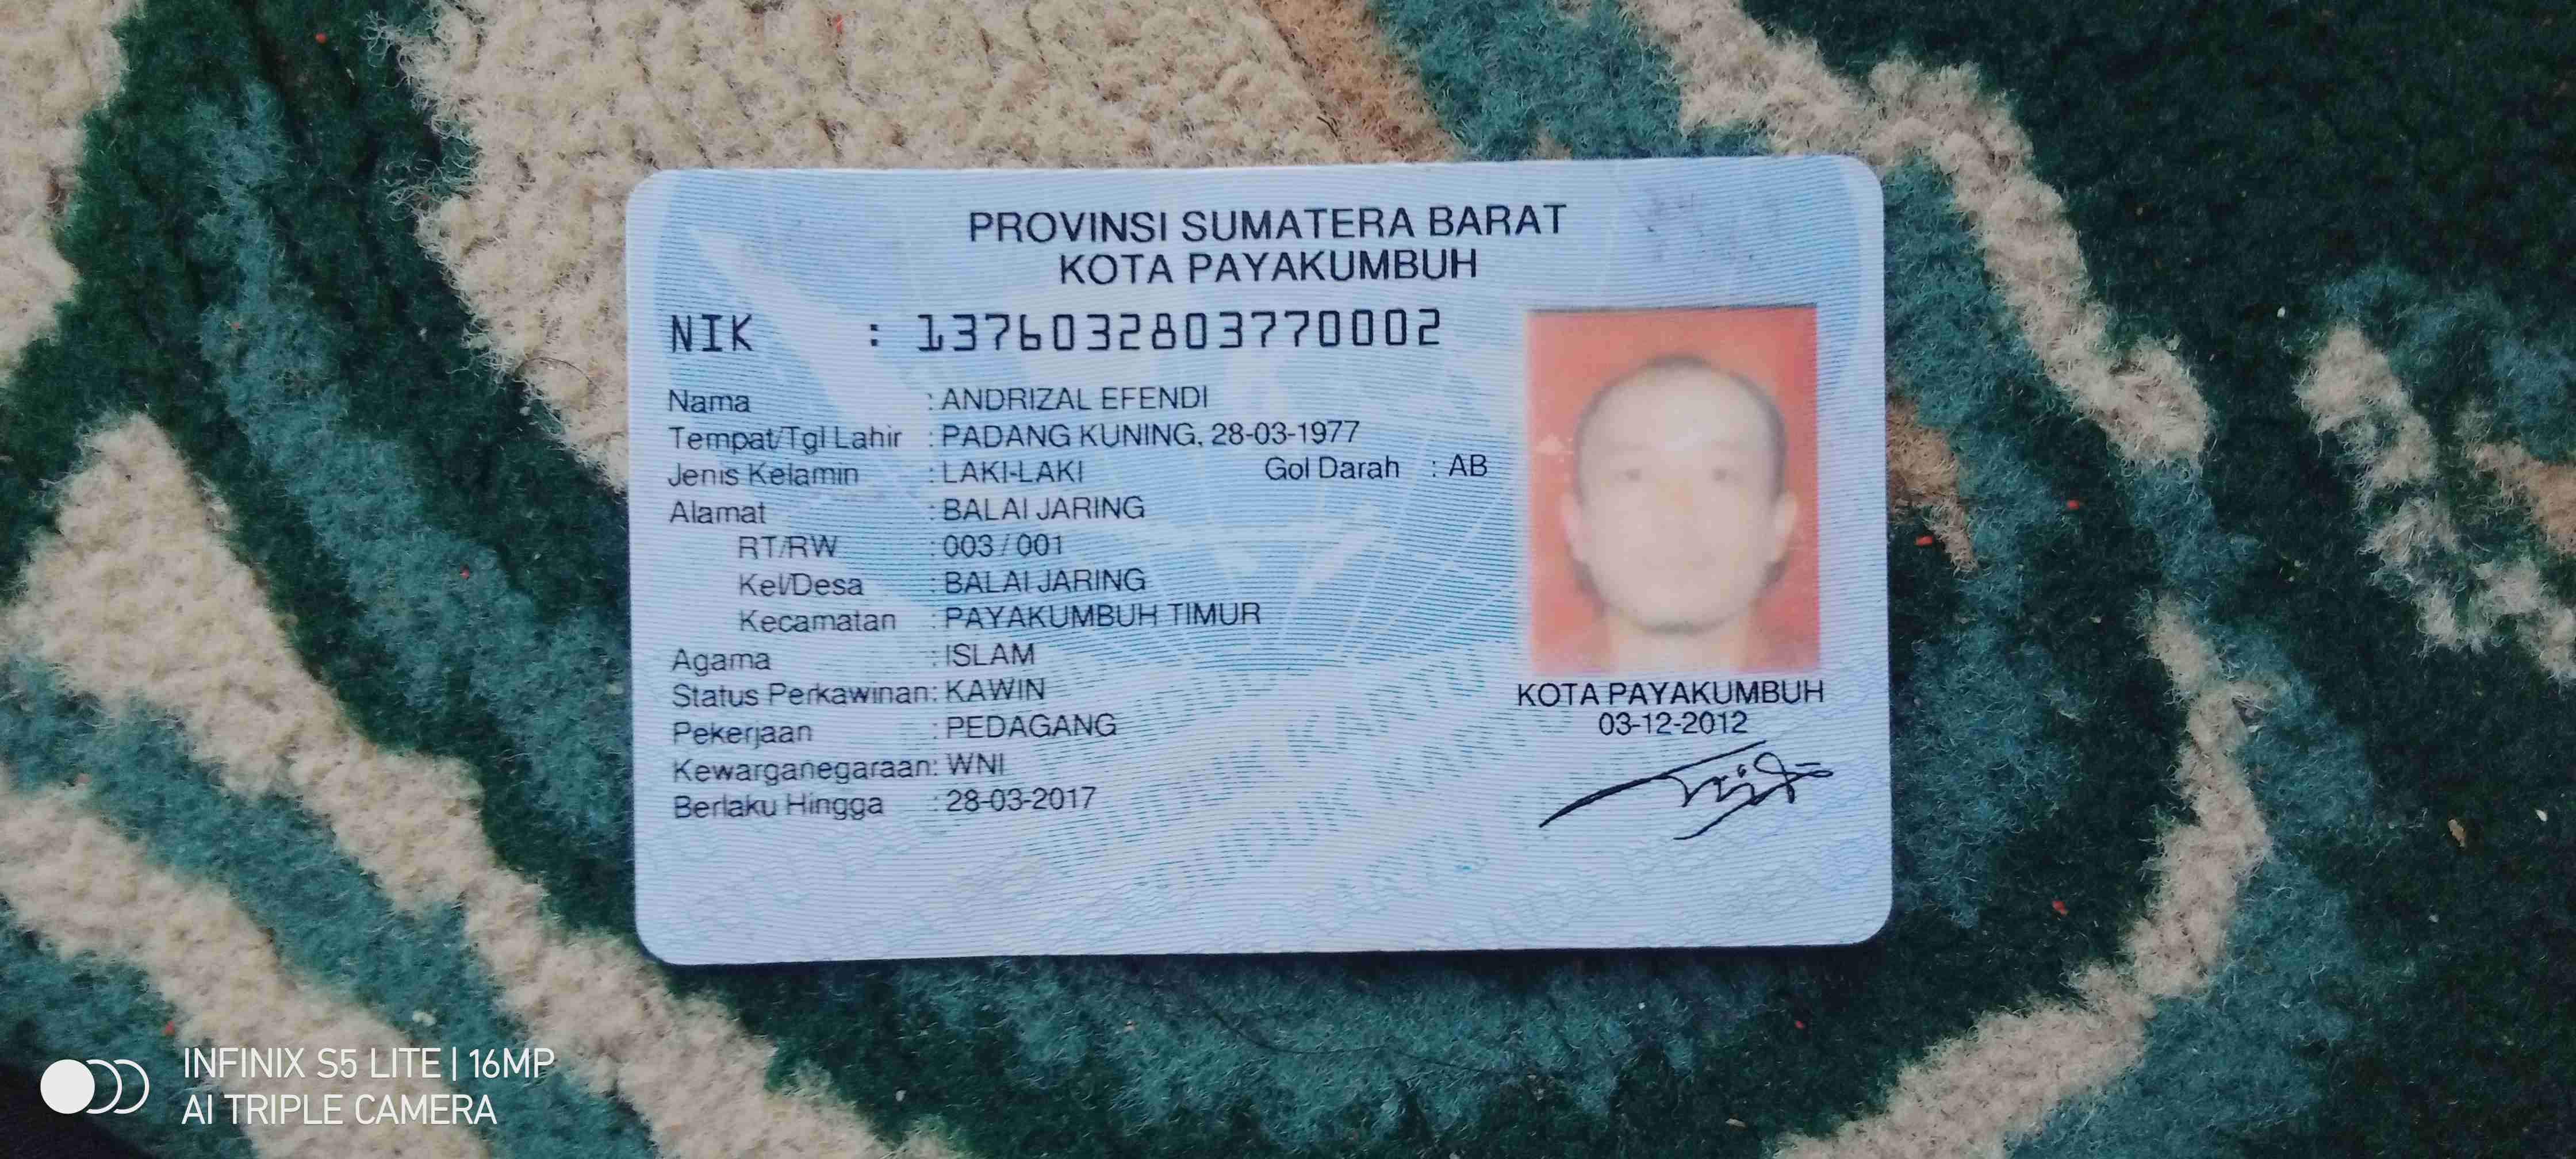 PROVINSI SUMATERA BARAT
KOTA PAYAKUMBUH
NIK : 1376032803770002
Nama : ANDRIZAL EFENDI
Tempat/Tgl Lahir : PADANG KUNING, 28-03-1977
Jenis Kelamin : LAKI-LAKI Gol Darah : AB
Alamat : BALAI JARING
RT/RW : 003 / 001
Kel/Desa : BALAI JARING
Kecamatan : PAYAKUMBUH TIMUR
Agama : ISLAM
Status Perkawinan: KAWIN
Pekerjaan : PEDAGANG
Kewarganegaraan: WNI
Berlaku Hingga : 28-03-2017
KOTA PAYAKUMBUH
03-12-2012
INFINIX S5 LITE | 16MP
AI TRIPLE CAMERA